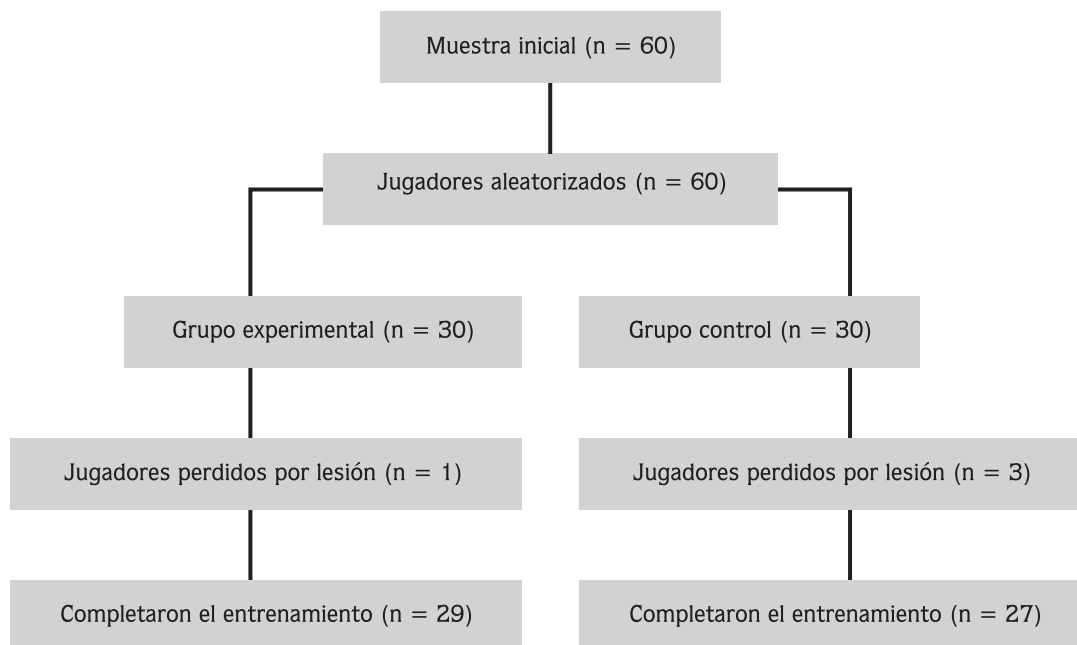 Muestra inicial (n = 60)
Jugadores aleatorizados (n = 60)
Grupo experimental (n = 30)
Grupo control (n = 30)
Jugadores perdidos por lesión (n = 1)
Jugadores perdidos por lesión (n = 3)
Completaron el entrenamiento (n = 29)
Completaron el entrenamiento (n = 27)